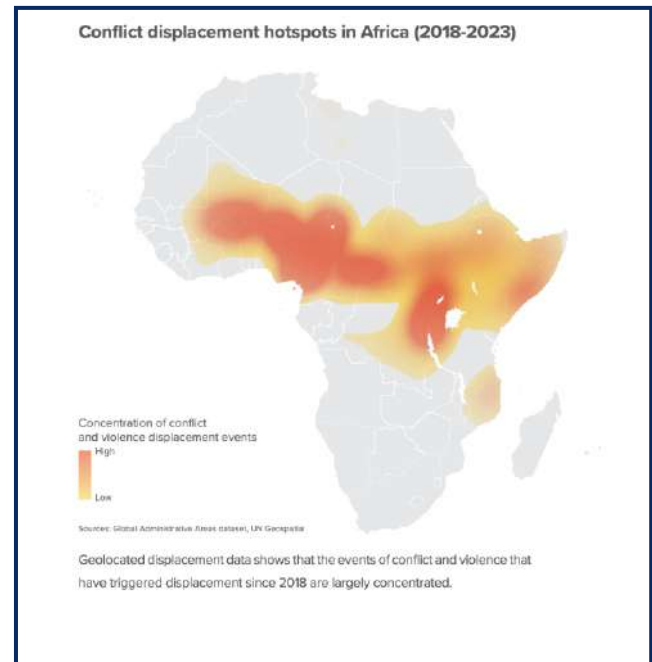 Conflict displacement hotspots in Africa (2018-2023)
Concentration of conflict
and violence displacement events
High
Low
Sources: Global Administrative Areas dataset, UN Geospatial
Geolocated displacement data shows that the events of conflict and violence that
have triggered displacement since 2018 are largely concentrated.